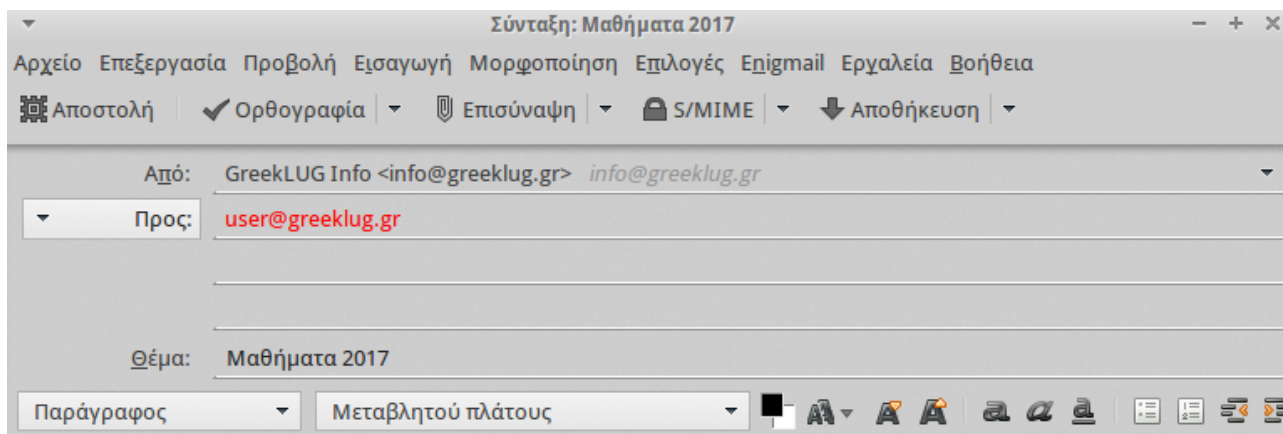 Σύνταξη: Μαθήματα 2017
Αρχείο Επεξεργασία Προβολή Εισαγωγή Μορφοποίηση Επιλογές Enigmail Εργαλεία Βοήθεια
Αποστολή Ορθογραφία Επισύναψη S/MIME Αποθήκευση
Από: GreekLUG Info <info@greeklug.gr> info@greeklug.gr
Προς: user@greeklug.gr
Θέμα: Μαθήματα 2017
Παράγραφος Μεταβλητού πλάτους